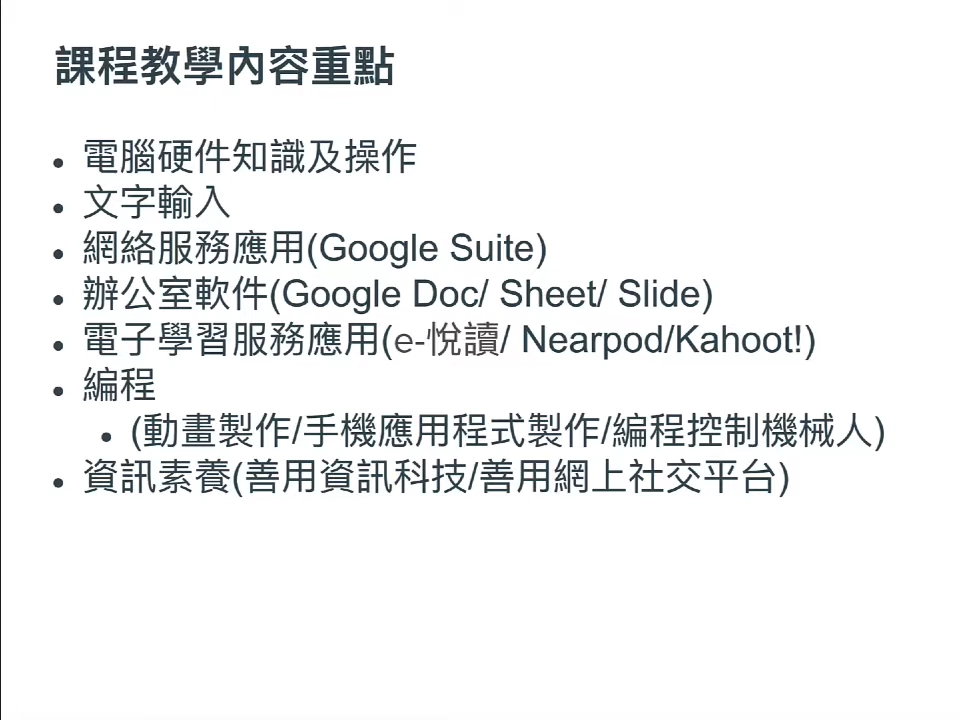 課程教學內容重點
• 電腦硬件知識及操作
• 文字輸入
• 網絡服務應用(Google Suite)
• 辦公室軟件(Google Doc/ Sheet/ Slide)
• 電子學習服務應用(e-悅讀/ Nearpod/Kahoot!)
• 編程
• (動畫製作/手機應用程式製作/編程控制機械人)
• 資訊素養(善用資訊科技/善用網上社交平台)